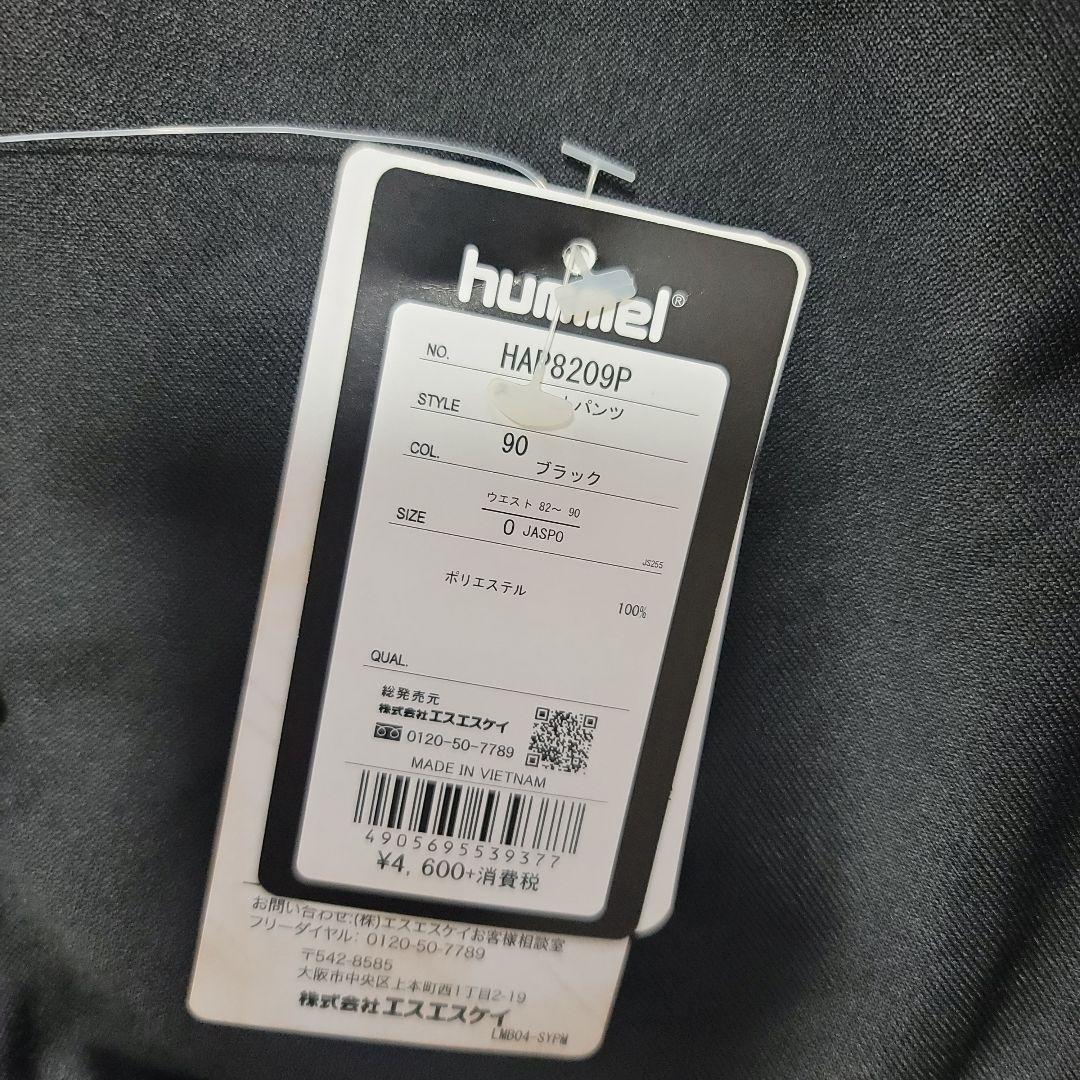 hummel®
NO. HAP8209P
STYLE トパンツ
COL. 90 ブラック
ウエスト 82～ 90
SIZE 0 JASPO
JS255
ポリエステル 100%
QUAL.
総発売元
株式会社エスエスケイ
0120-50-7789
MADE IN VIETNAM
4905695539377
¥4,600+消費税
お問い合わせ:(株)エスエスケイお客様相談室
フリーダイヤル: 0120-50-7789
〒542-8585
大阪市中央区上本町西1丁目2-19
株式会社エスエスケイ
LMB04-SYFM